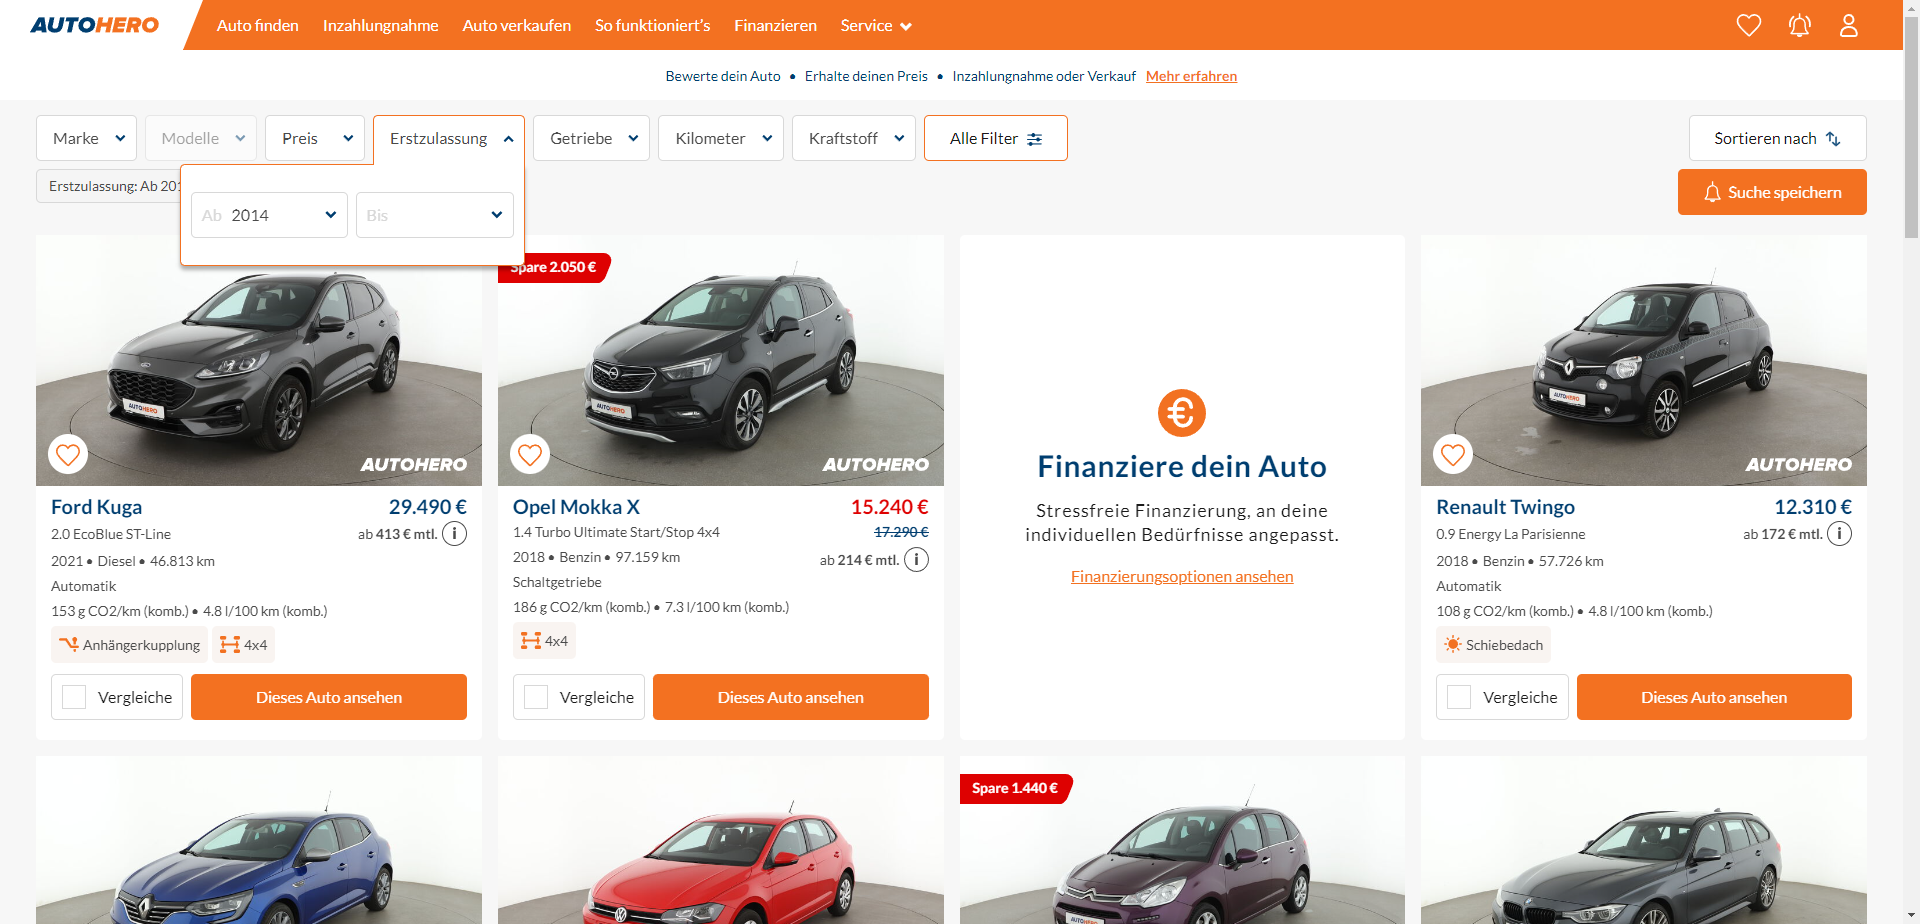 AUTOHERO
Auto finden Inzahlungnahme Auto verkaufen So funktioniert's Finanzieren Service
Bewerte dein Auto • Erhalte deinen Preis • Inzahlungnahme oder Verkauf Mehr erfahren
Marke Modelle Preis Erstzulassung Getriebe Kilometer Kraftstoff Alle Filter Sortieren nach
Erstzulassung: Ab 201
Suche speichern
Ab 2014 Bis
AUTOHERO
AUTOHERO
Ford Kuga 29.490 €
2.0 EcoBlue ST-Line
ab 413 € mtl.
2021 • Diesel • 46.813 km
Automatik
153 g CO2/km (komb.) • 4.8 l/100 km (komb.)
Anhängerkupplung 4x4
Vergleiche Dieses Auto ansehen
Spare 2.050 €
AUTOHERO
AUTOHERO
Opel Mokka X 15.240 €
1.4 Turbo Ultimate Start/Stop 4x4 17.290 €
2018 • Benzin • 97.159 km
ab 214 € mtl.
Schaltgetriebe
186 g CO2/km (komb.) • 7.3 l/100 km (komb.)
4x4
Vergleiche Dieses Auto ansehen
Finanziere dein Auto
Stressfreie Finanzierung, an deine
individuellen Bedürfnisse angepasst.
Finanzierungsoptionen ansehen
AUTOHERO
AUTOHERO
Renault Twingo 12.310 €
0.9 Energy La Parisienne
ab 172 € mtl.
2018 • Benzin • 57.726 km
Automatik
108 g CO2/km (komb.) • 4.8 l/100 km (komb.)
Schiebedach
Vergleiche Dieses Auto ansehen
Spare 1.440 €
AUTOHERO